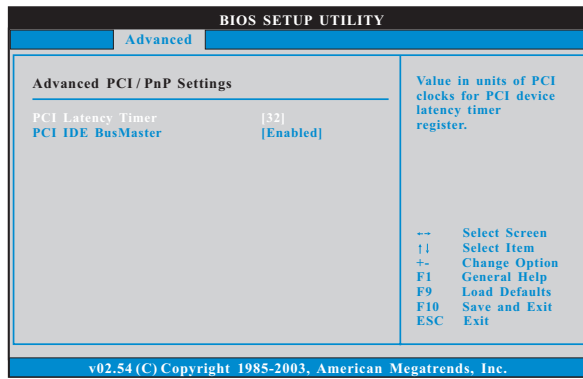 BIOS SETUP UTILITY
Advanced
Advanced PCI / PnP Settings
PCI Latency Timer [32]
PCI IDE BusMaster [Enabled]
Value in units of PCI
clocks for PCI device
latency timer
register.
←→ Select Screen
↑↓ Select Item
+- Change Option
F1 General Help
F9 Load Defaults
F10 Save and Exit
ESC Exit
v02.54 (C) Copyright 1985-2003, American Megatrends, Inc.